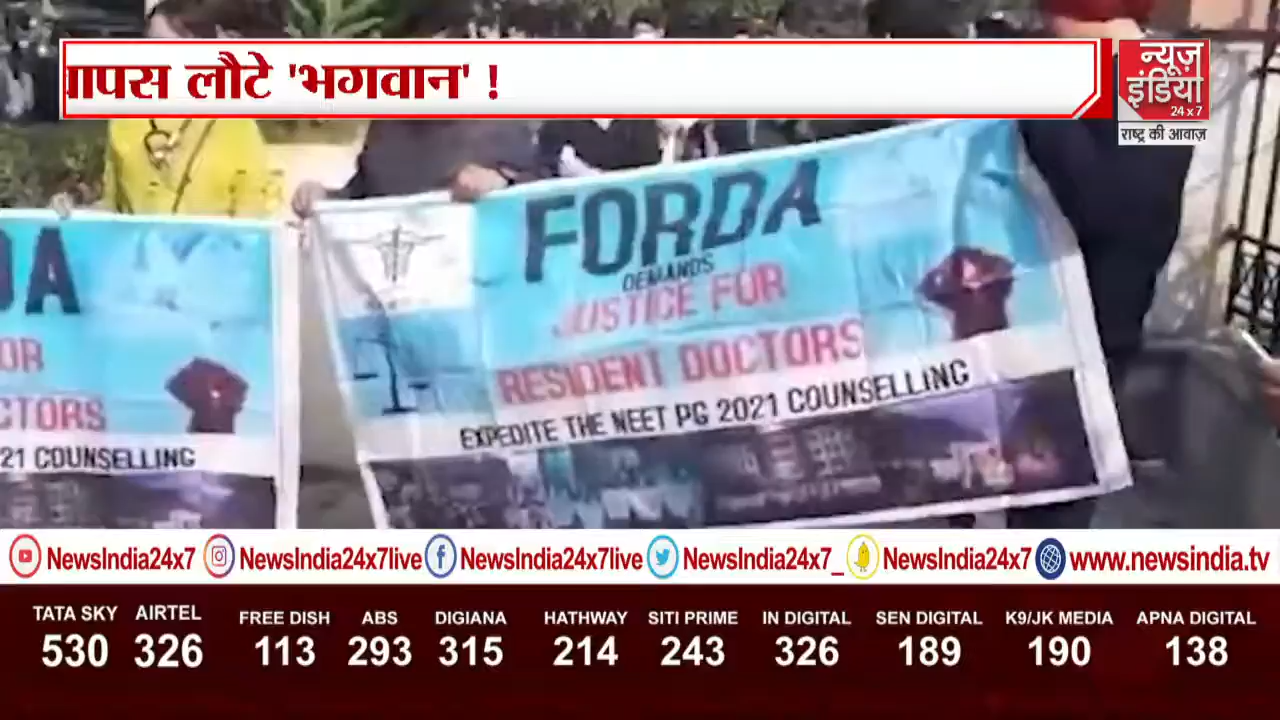 ापस लौटे 'भगवान' !
न्यूज़
इंडिया
24x7
राष्ट्र की आवाज़
FORDA
DEMANDS
JUSTICE FOR
RESIDENT DOCTORS
EXPEDITE THE NEET PG 2021 COUNSELLING
DA
OR
CTORS
21 COUNSELLING
NewsIndia24x7 NewsIndia24x7live NewsIndia24x7live NewsIndia24x7_ NewsIndia24x7 www.newsindia.tv
TATA SKY AIRTEL FREE DISH ABS DIGIANA HATHWAY SITI PRIME IN DIGITAL SEN DIGITAL K9/JK MEDIA APNA DIGITAL
530 326 113 293 315 214 243 326 189 190 138